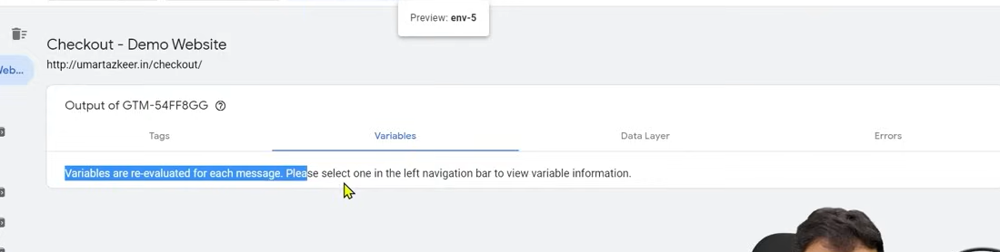 Preview: env-5
Checkout - Demo Website
http://umartazkeer.in/checkout/
Web...
Output of GTM-54FF8GG
Tags
Variables
Data Layer
Errors
Variables are re-evaluated for each message. Please select one in the left navigation bar to view variable information.